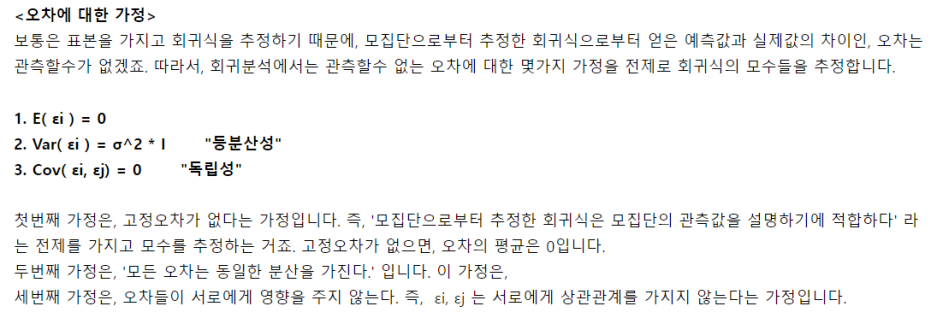 <오차에 대한 가정>
보통은 표본을 가지고 회귀식을 추정하기 때문에, 모집단으로부터 추정한 회귀식으로부터 얻은 예측값과 실제값의 차이인, 오차는
관측할수가 없겠죠. 따라서, 회귀분석에서는 관측할수 없는 오차에 대한 몇가지 가정을 전제로 회귀식의 모수들을 추정합니다.
1. E( εi ) = 0
2. Var( εi ) = σ^2 * I "등분산성"
3. Cov( εi, εj) = 0 "독립성"
첫번째 가정은, 고정오차가 없다는 가정입니다. 즉, '모집단으로부터 추정한 회귀식은 모집단의 관측값을 설명하기에 적합하다' 라
는 전제를 가지고 모수를 추정하는 거죠. 고정오차가 없으면, 오차의 평균은 0입니다.
두번째 가정은, '모든 오차는 동일한 분산을 가진다.' 입니다. 이 가정은,
세번째 가정은, 오차들이 서로에게 영향을 주지 않는다. 즉, εi, εj 는 서로에게 상관관계를 가지지 않는다는 가정입니다.